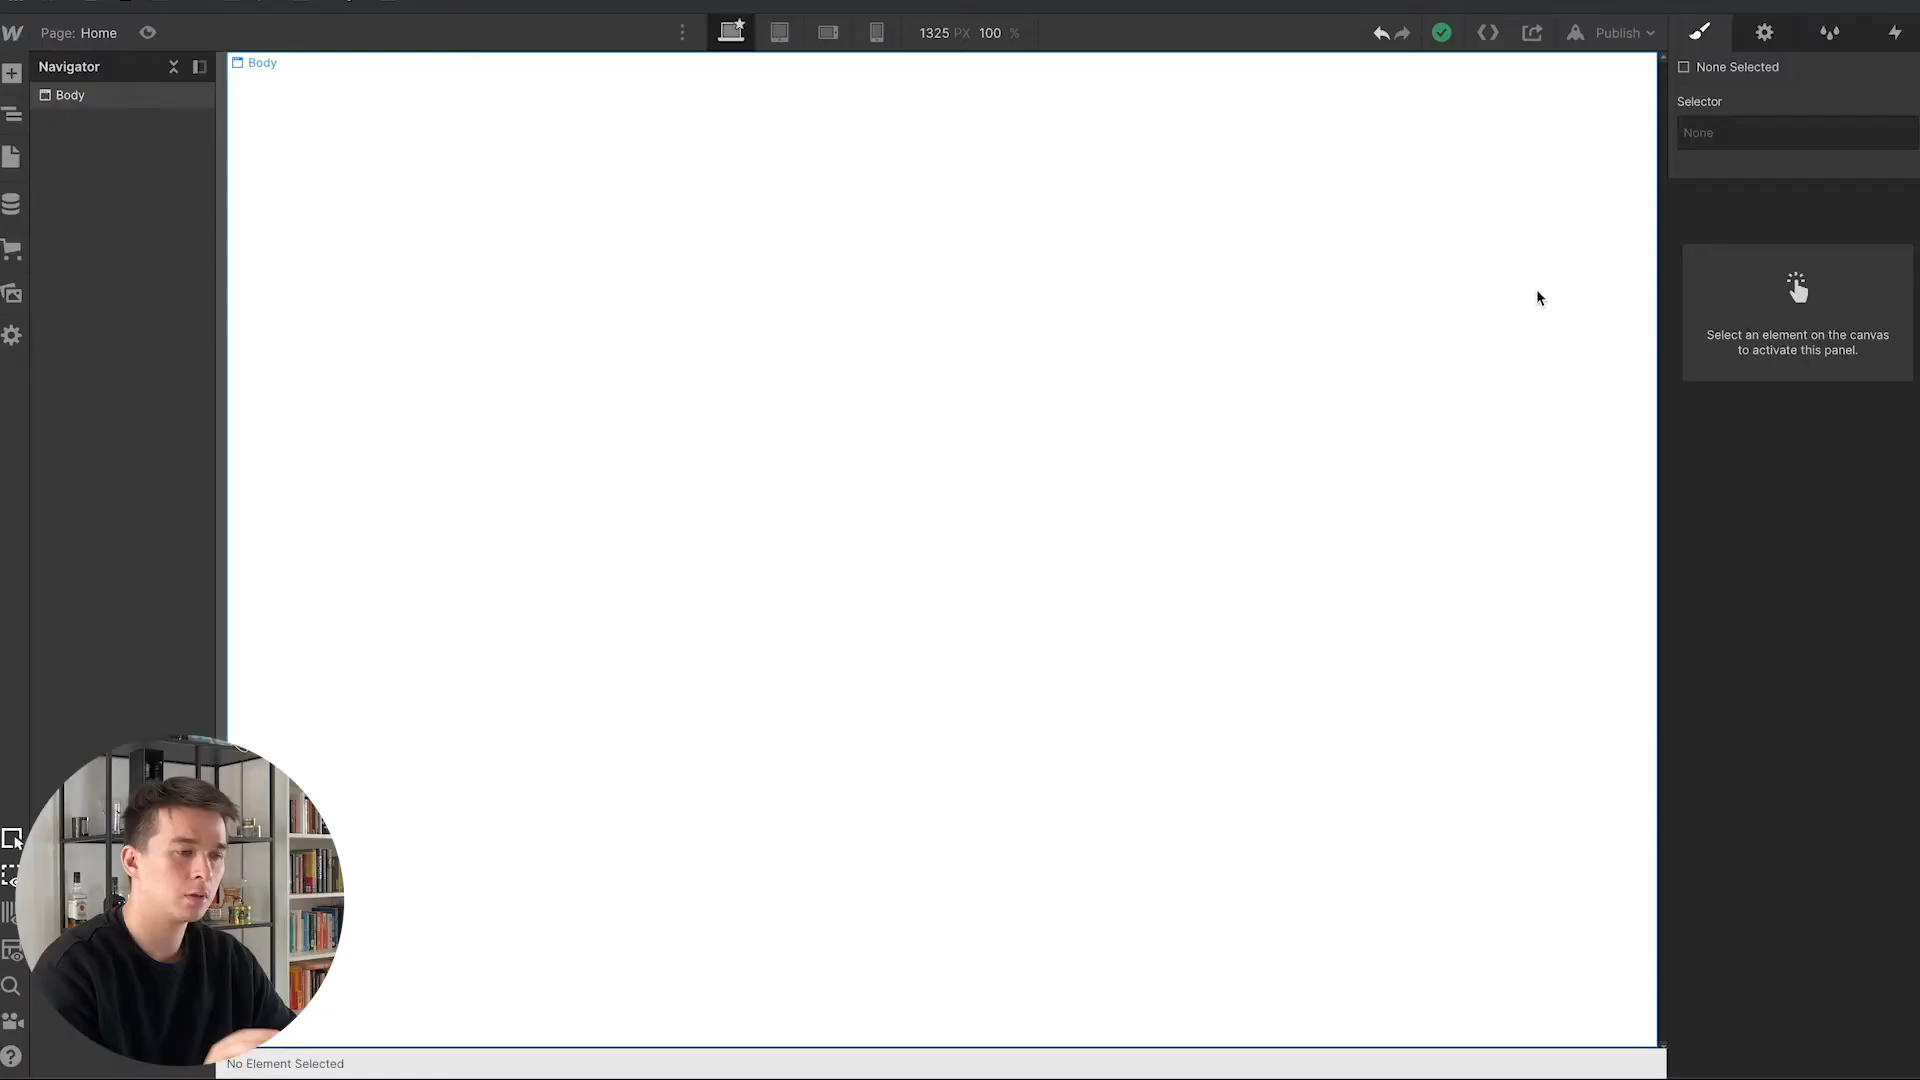 Page: Home
1325 PX 100 %
Publish
Navigator
Body
Body
None Selected
Selector
None
Select an element on the canvas
to activate this panel.
No Element Selected